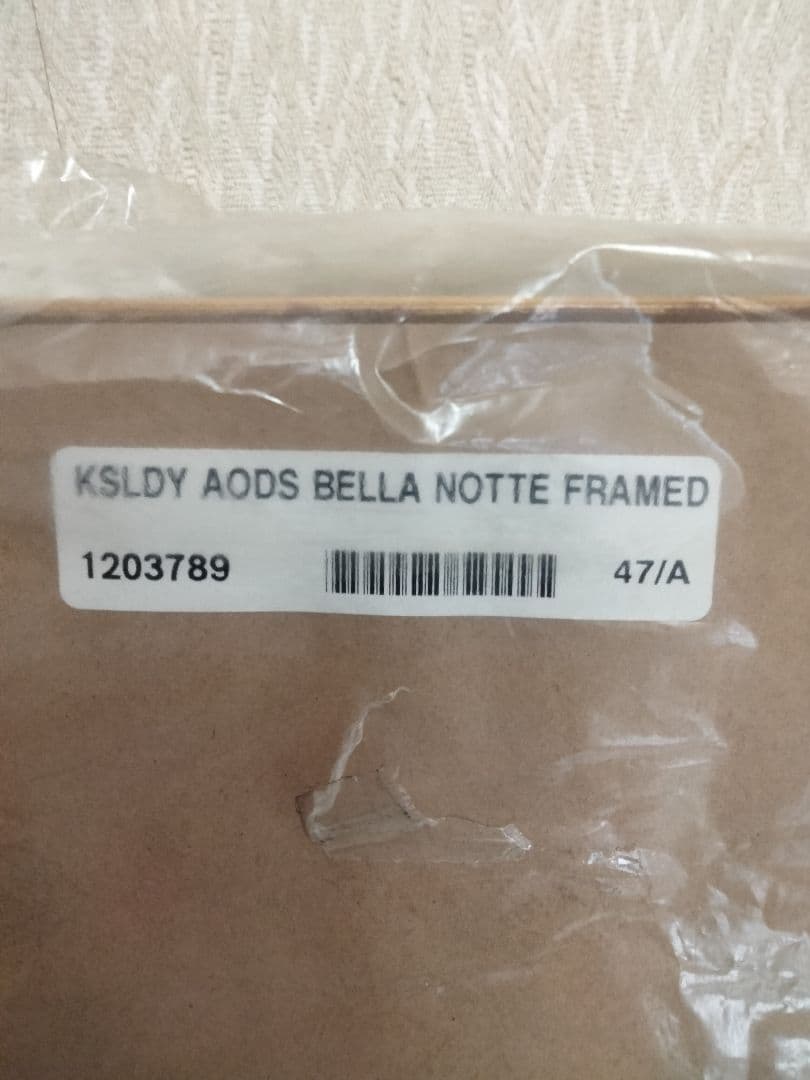 KSLDY AODS BELLA NOTTE FRAMED
1203789 47/A